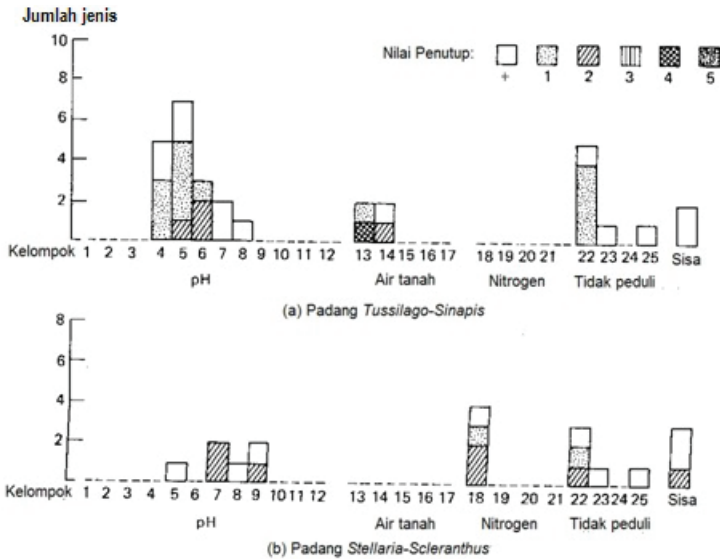 Jumlah jenis
10
8
6
4
2
Nilai Penutup:
+ 1 2 3 4 5
Kelompok 1 2 3 4 5 6 7 8 9 10 11 12 13 14 15 16 17 18 19 20 21 22 23 24 25 Sisa
pH Air tanah Nitrogen Tidak peduli
(a) Padang Tussilago-Sinapis
8
6
4
2
Kelompok 1 2 3 4 5 6 7 8 9 10 11 12 13 14 15 16 17 18 19 20 21 22 23 24 25 Sisa
pH Air tanah Nitrogen Tidak peduli
(b) Padang Stellaria-Scleranthus